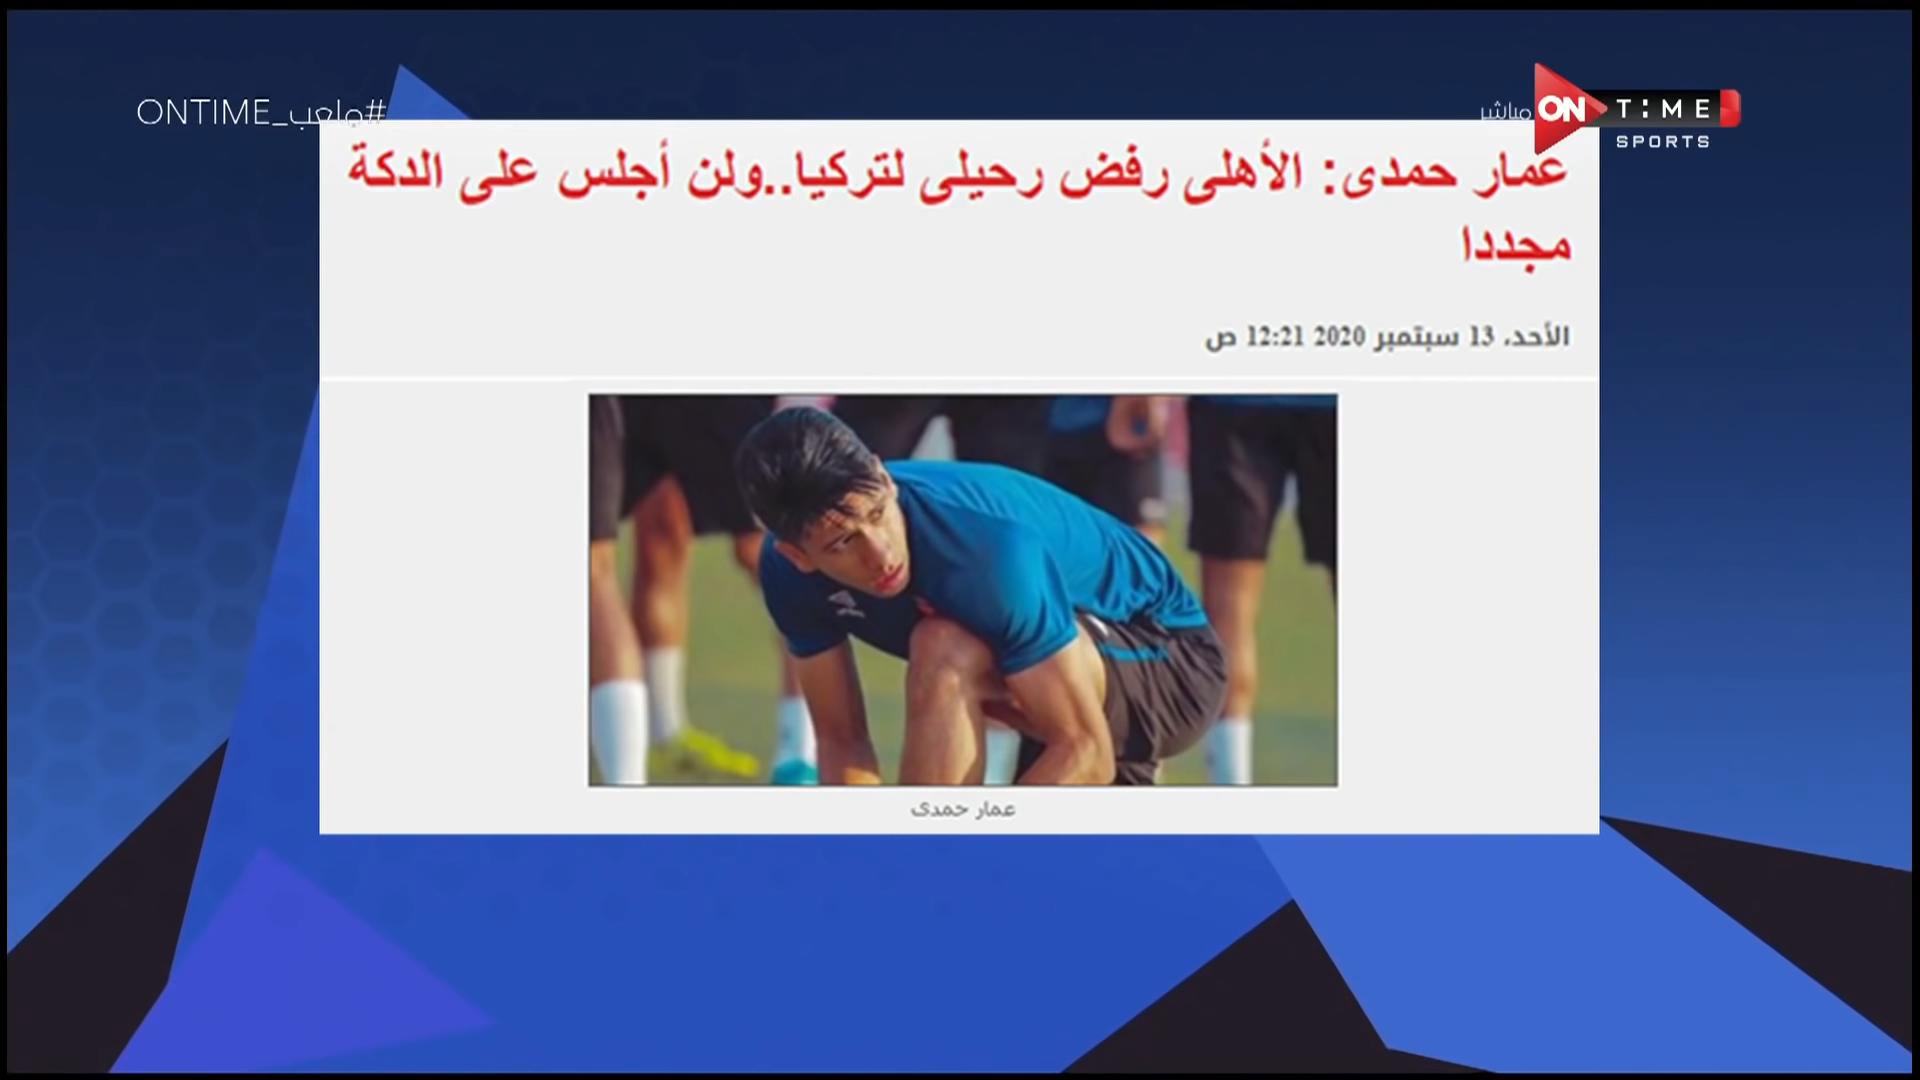 #ملعب_ONTIME
مباشر ON TIME
SPORTS
عمار حمدى: الأهلى رفض رحيلى لتركيا..ولن أجلس على الدكة
مجددا
الأحد، 13 سبتمبر 2020 12:21 ص
عمار حمدى